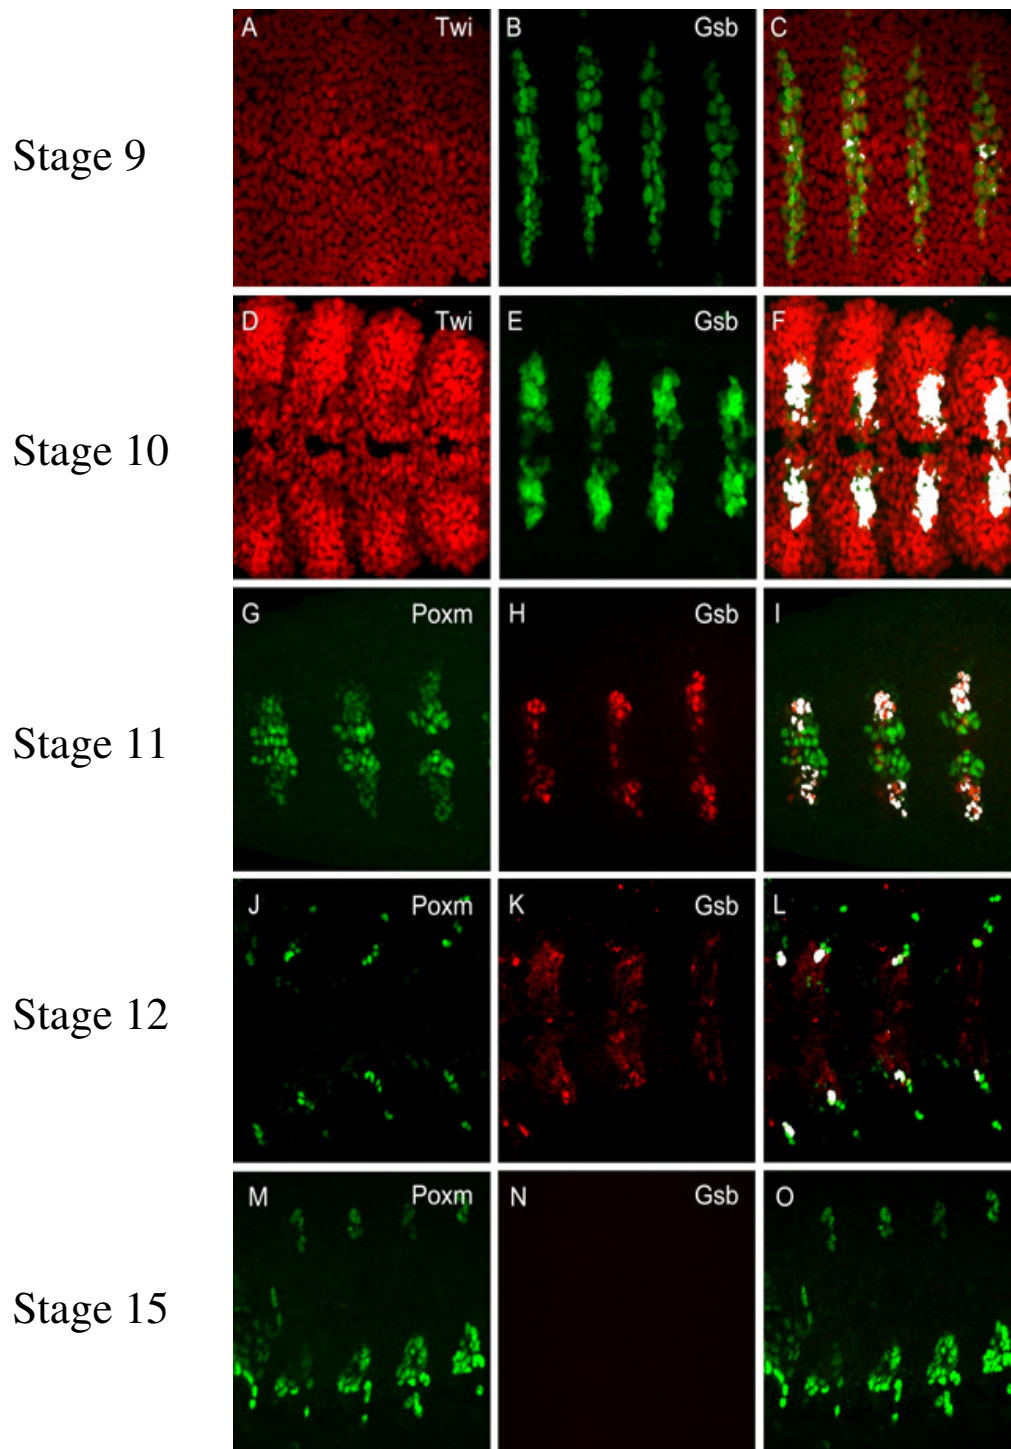 A Twi B Gsb C
Stage 9
D Twi E Gsb F
Stage 10
G Poxm H Gsb I
Stage 11
J Poxm K Gsb L
Stage 12
M Poxm N Gsb O
Stage 15